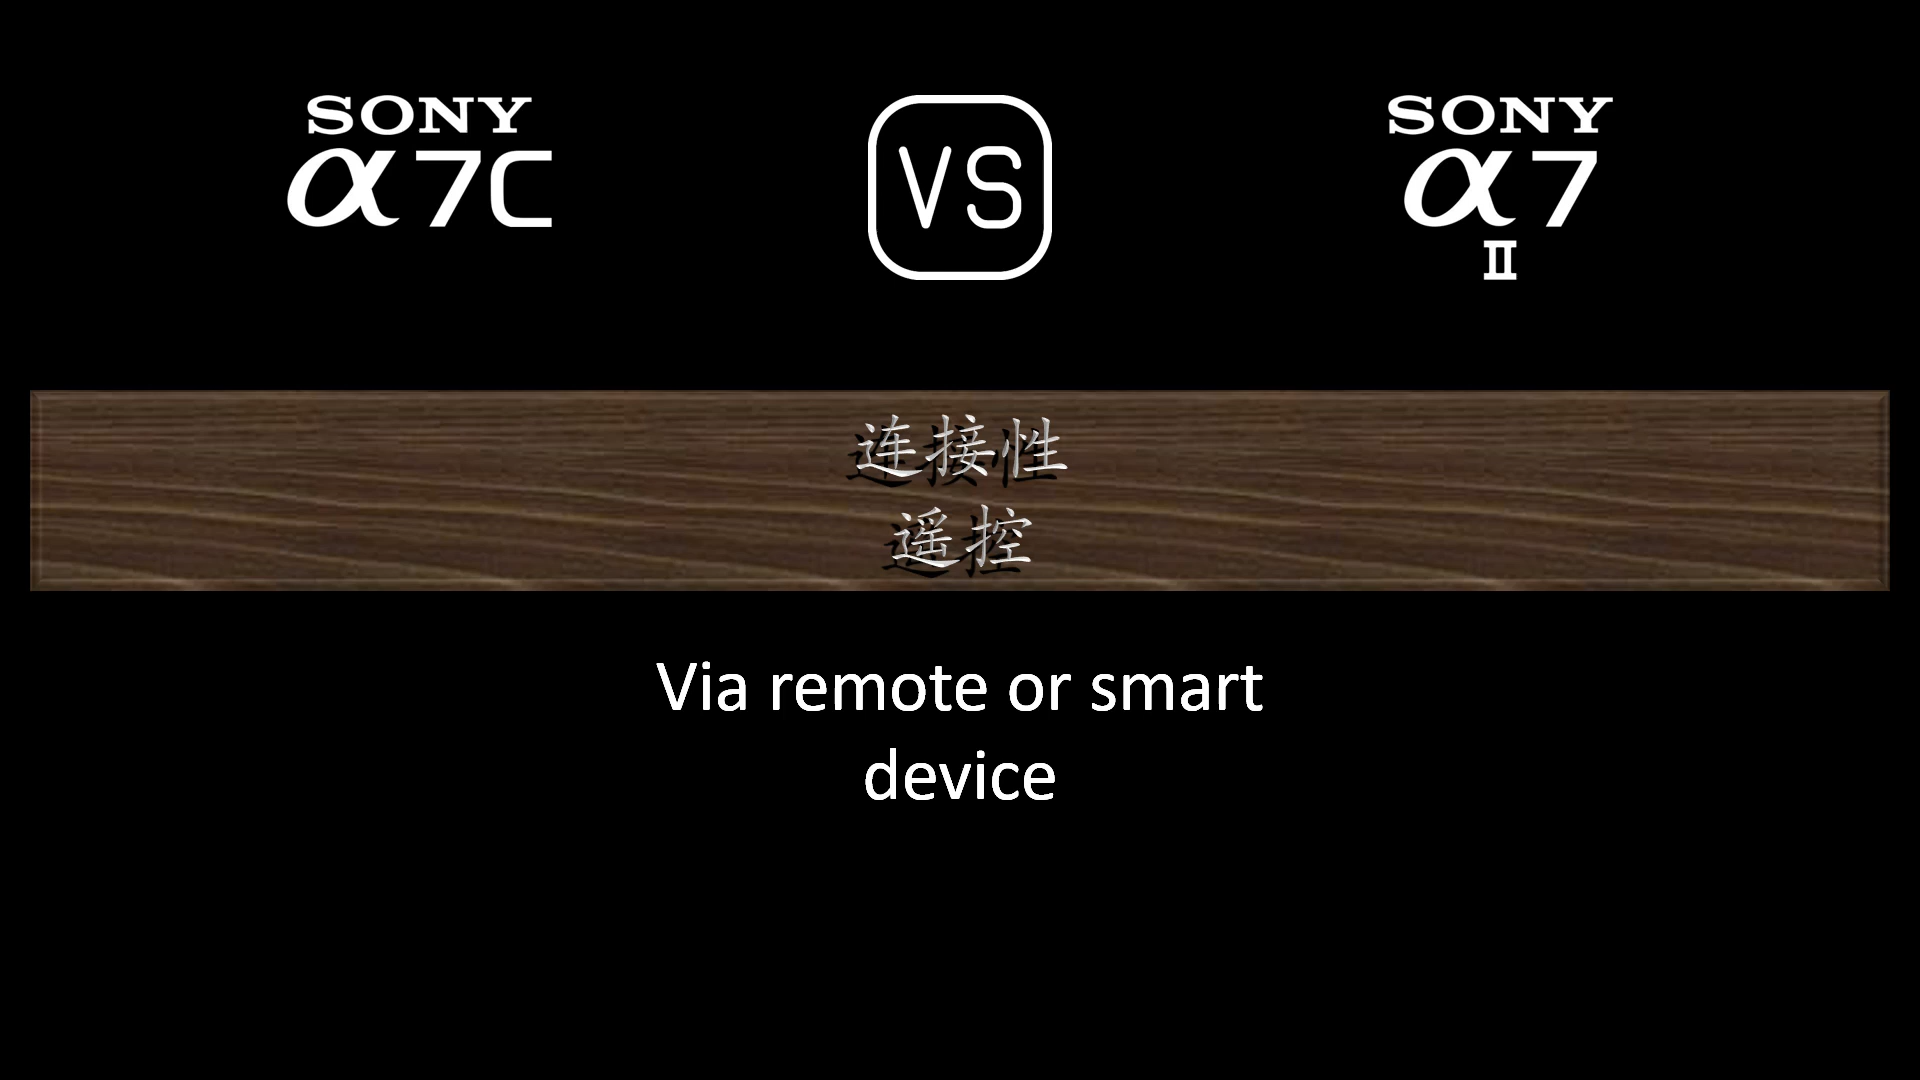 SONY
α7C
VS
SONY
α7
II
连接性
遥控
Via remote or smart
device